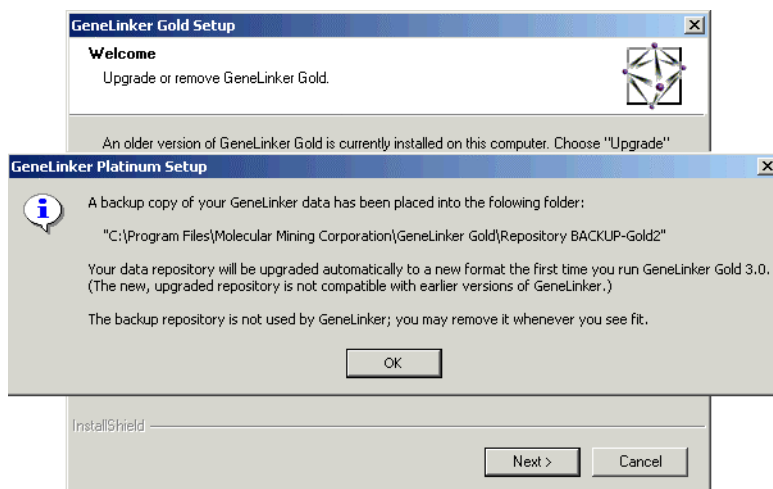 GeneLinker Gold Setup
Welcome
Upgrade or remove GeneLinker Gold.
An older version of GeneLinker Gold is currently installed on this computer. Choose "Upgrade"
GeneLinker Platinum Setup
A backup copy of your GeneLinker data has been placed into the folowing folder:
"C:\Program Files\Molecular Mining Corporation\GeneLinker Gold\Repository BACKUP-Gold2"
Your data repository will be upgraded automatically to a new format the first time you run GeneLinker Gold 3.0.
(The new, upgraded repository is not compatible with earlier versions of GeneLinker.)
The backup repository is not used by GeneLinker; you may remove it whenever you see fit.
OK
InstallShield
Next >
Cancel